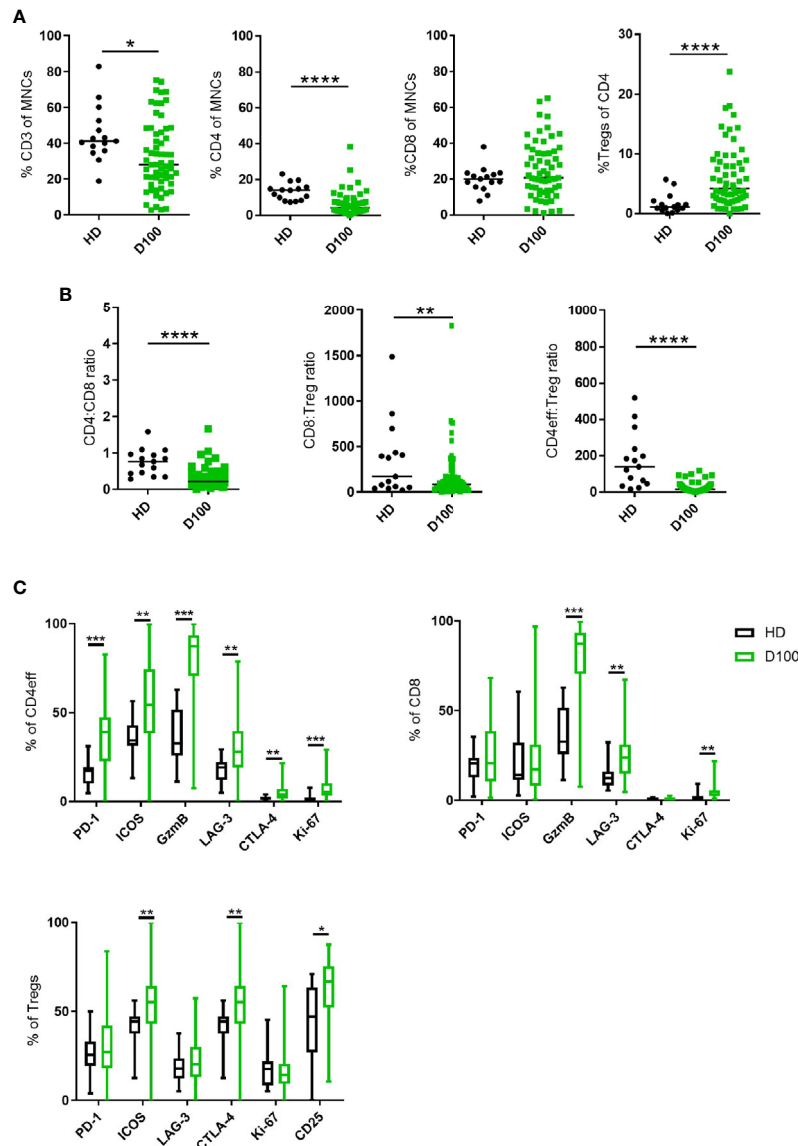 A
% CD3 of MNCs
100
80
60
40
20
0
*
HD
D100
% CD4 of MNCs
100
80
60
40
20
0
****
HD
D100
%CD8 of MNCs
100
80
60
40
20
0
HD
D100
%Tregs of CD4
30
20
10
0
****
HD
D100
B
CD4:CD8 ratio
5
4
3
2
1
0
****
HD
D100
CD8:Treg ratio
2000
1500
1000
500
0
**
HD
D100
CD4eff:Treg ratio
1000
800
600
400
200
0
****
HD
D100
C
% of CD4eff
100
50
0
***
**
***
**
**
***
PD-1
ICOS
GzmB
LAG-3
CTLA-4
Ki-67
% of CD8
100
50
0
***
**
**
PD-1
ICOS
GzmB
LAG-3
CTLA-4
Ki-67
HD
D100
% of Tregs
100
50
0
**
**
*
PD-1
ICOS
LAG-3
CTLA-4
Ki-67
CD25